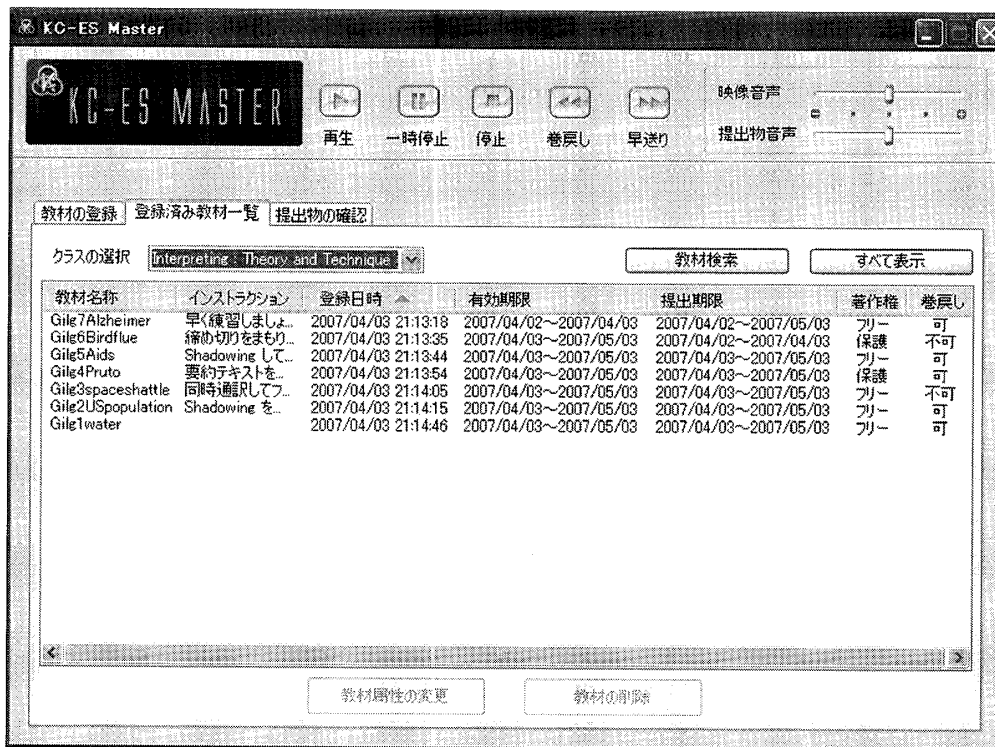 KC-ES Master
KC-ES MASTER
再生 一時停止 停止 巻戻し 早送り
映像音声
提出物音声
教材の登録 登録済み教材一覧 提出物の確認
クラスの選択 Interpreting : Theory and Technique 教材検索 すべて表示
教材名称 インストラクション 登録日時 有効期限 提出期限 著作権 巻戻し
Gilg7Alzheimer 早く練習しましょ... 2007/04/03 21:13:18 2007/04/02～2007/04/03 2007/04/02～2007/05/03 フリー 可
Gilg6Birdflue 締め切りをまもり... 2007/04/03 21:13:35 2007/04/03～2007/05/03 2007/04/02～2007/04/03 保護 不可
Gilg5Aids Shadowing して... 2007/04/03 21:13:44 2007/04/03～2007/05/03 2007/04/03～2007/05/03 フリー 可
Gilg4Pruto 要約テキストを... 2007/04/03 21:13:54 2007/04/03～2007/05/03 2007/04/03～2007/05/03 保護 可
Gilg3spaceshattle 同時通訳してフ... 2007/04/03 21:14:05 2007/04/03～2007/05/03 2007/04/03～2007/05/03 フリー 不可
Gilg2USpopulation Shadowing を... 2007/04/03 21:14:15 2007/04/03～2007/05/03 2007/04/03～2007/05/03 フリー 可
Gilg1water 2007/04/03 21:14:46 2007/04/03～2007/05/03 2007/04/03～2007/05/03 フリー 可
教材属性の変更 教材の削除